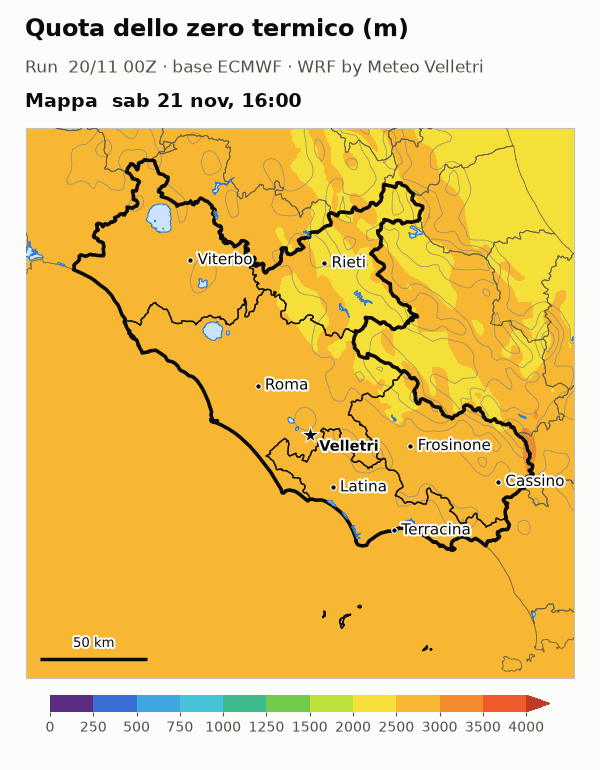 Quota dello zero termico (m)
Run  20/11 00Z · base ECMWF · WRF by Meteo Velletri
Mappa  sab 21 nov, 16:00
Viterbo
Rieti
Roma
Velletri
Frosinone
Cassino
Latina
Terracina
50 km
0 250 500 750 1000 1250 1500 2000 2500 3000 3500 4000